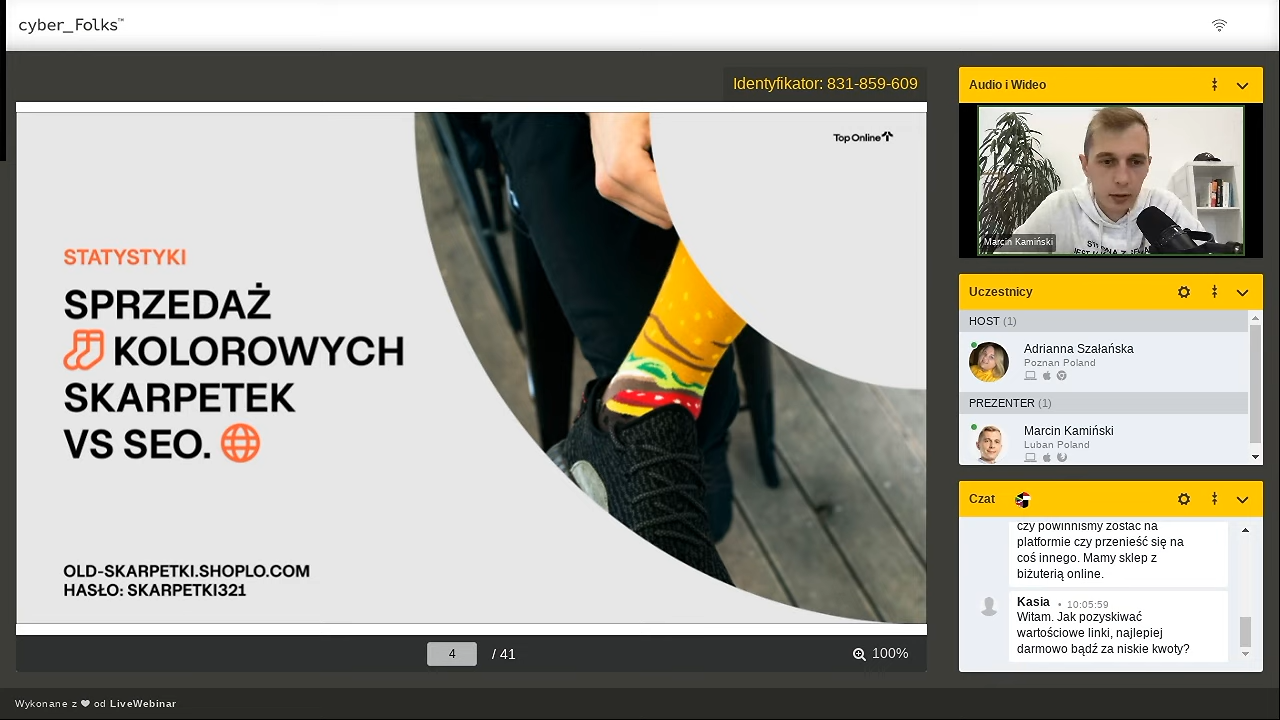 cyber_Folks™
Identyfikator: 831-859-609
Top Online
STATYSTYKI
SPRZEDAŻ
KOLOROWYCH
SKARPETEK
VS SEO.
OLD-SKARPETKI.SHOPLO.COM
HASŁO: SKARPETKI321
4 / 41
100%
Audio i Wideo
Marcin Kamiński
Uczestnicy
HOST (1)
Adrianna Szałańska
Poznan Poland
PREZENTER (1)
Marcin Kamiński
Luban Poland
Czat
czy powinnismy zostać na
platformie czy przenieść się na
coś innego. Mamy sklep z
biżuterią online.
Kasia • 10:05:59
Witam. Jak pozyskiwać
wartościowe linki, najlepiej
darmowo bądź za niskie kwoty?
Wykonane z ❤ od LiveWebinar